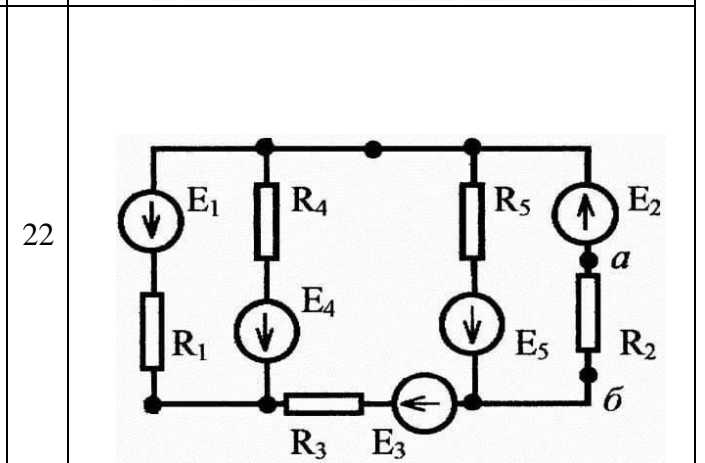 22
E₁
R₄
R₅
E₂
а
E₄
R₁
E₅
R₂
б
R₃
E₃